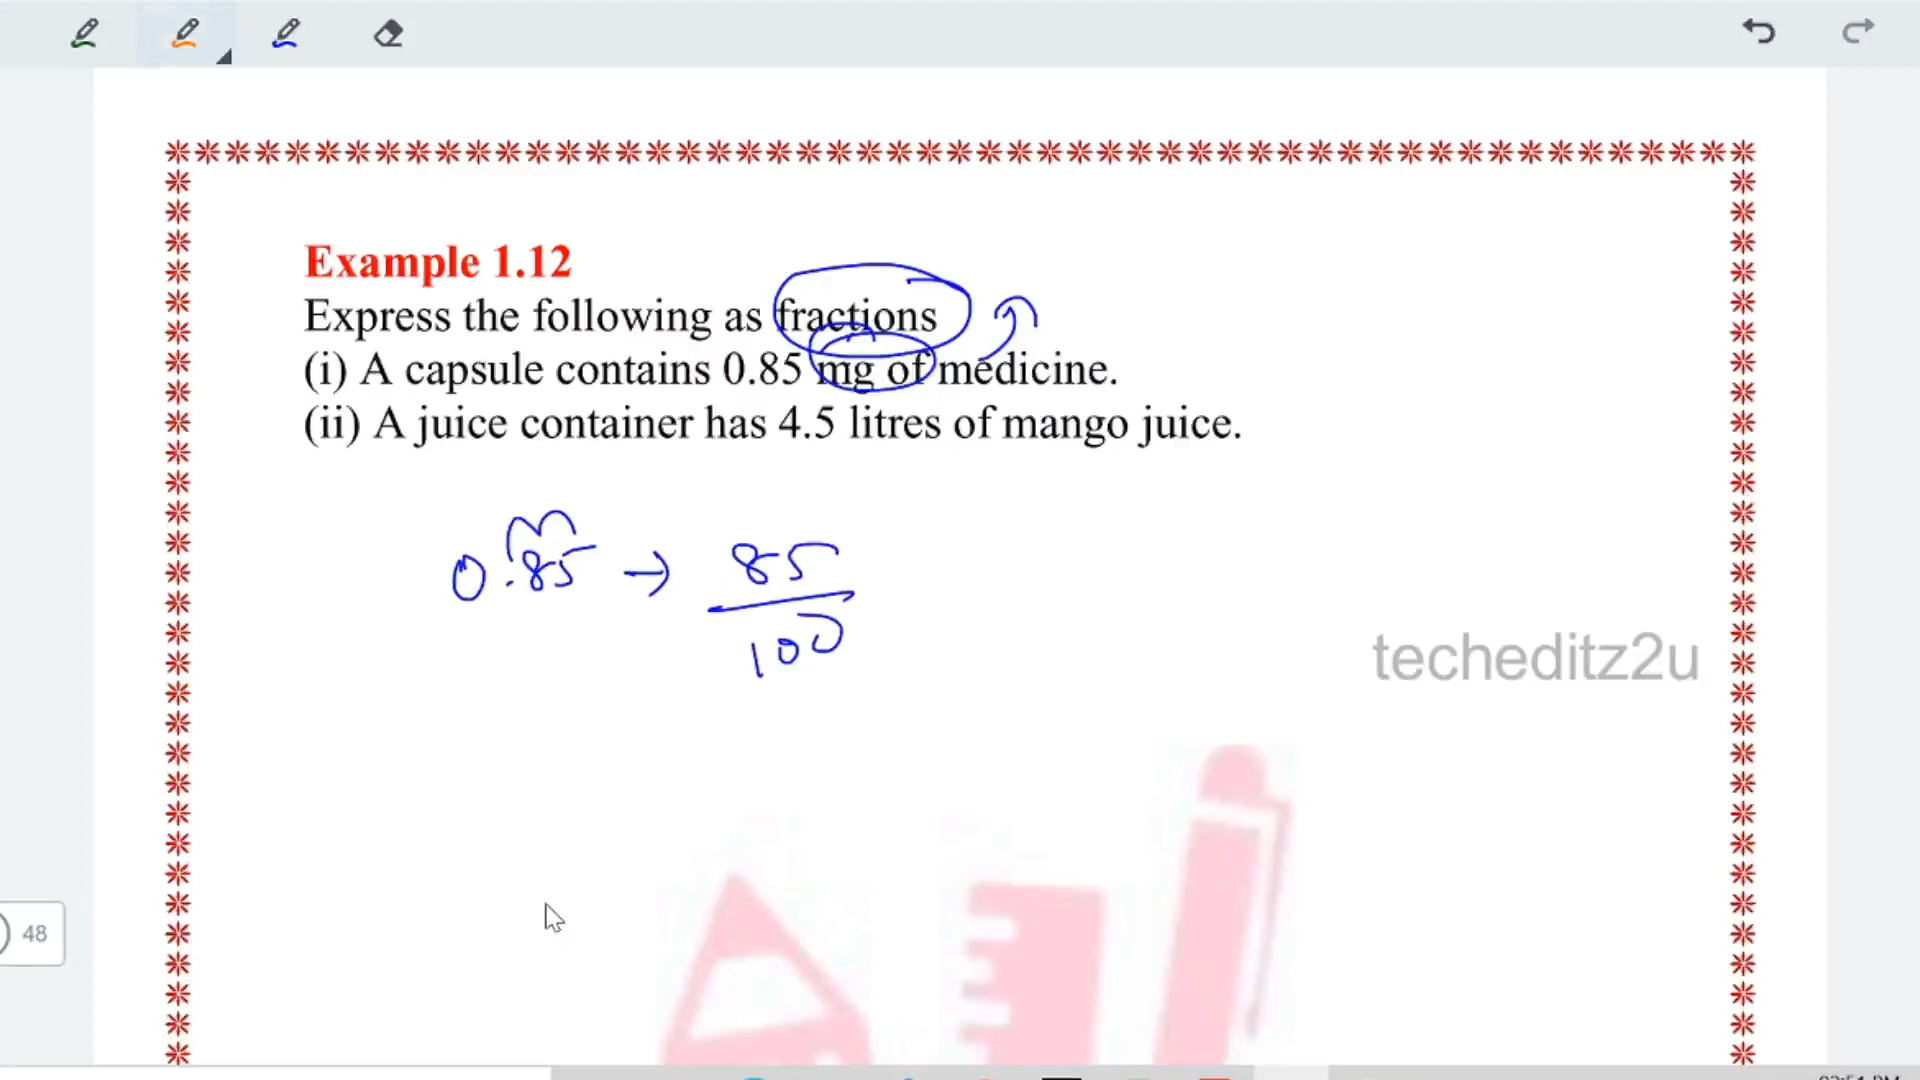 Example 1.12
Express the following as fractions
(i) A capsule contains 0.85 mg of medicine.
(ii) A juice container has 4.5 litres of mango juice.
0.85 → 85
100
techeditz2u
48